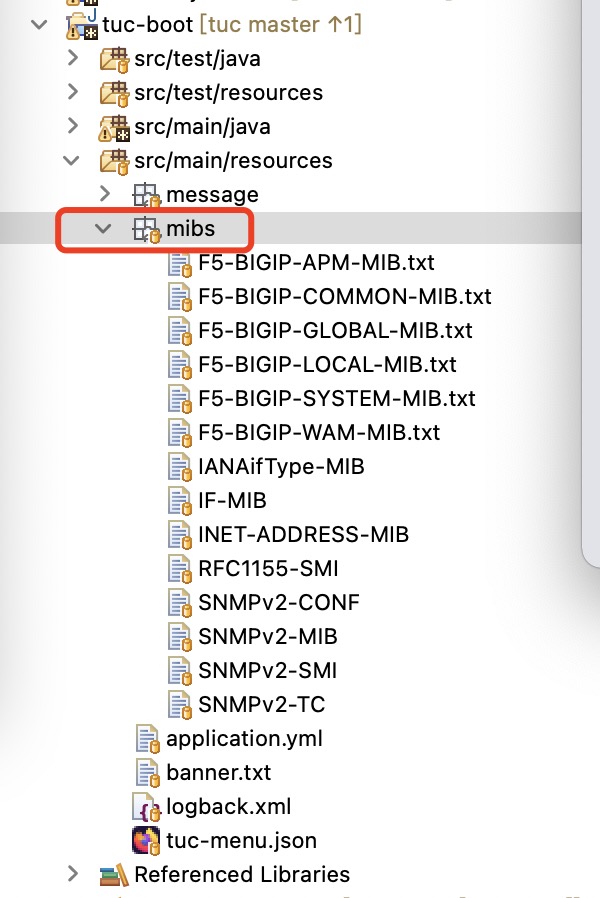 tuc-boot [tuc master ↑1]
src/test/java
src/test/resources
src/main/java
src/main/resources
message
mibs
F5-BIGIP-APM-MIB.txt
F5-BIGIP-COMMON-MIB.txt
F5-BIGIP-GLOBAL-MIB.txt
F5-BIGIP-LOCAL-MIB.txt
F5-BIGIP-SYSTEM-MIB.txt
F5-BIGIP-WAM-MIB.txt
IANAifType-MIB
IF-MIB
INET-ADDRESS-MIB
RFC1155-SMI
SNMPv2-CONF
SNMPv2-MIB
SNMPv2-SMI
SNMPv2-TC
application.yml
banner.txt
logback.xml
tuc-menu.json
Referenced Libraries